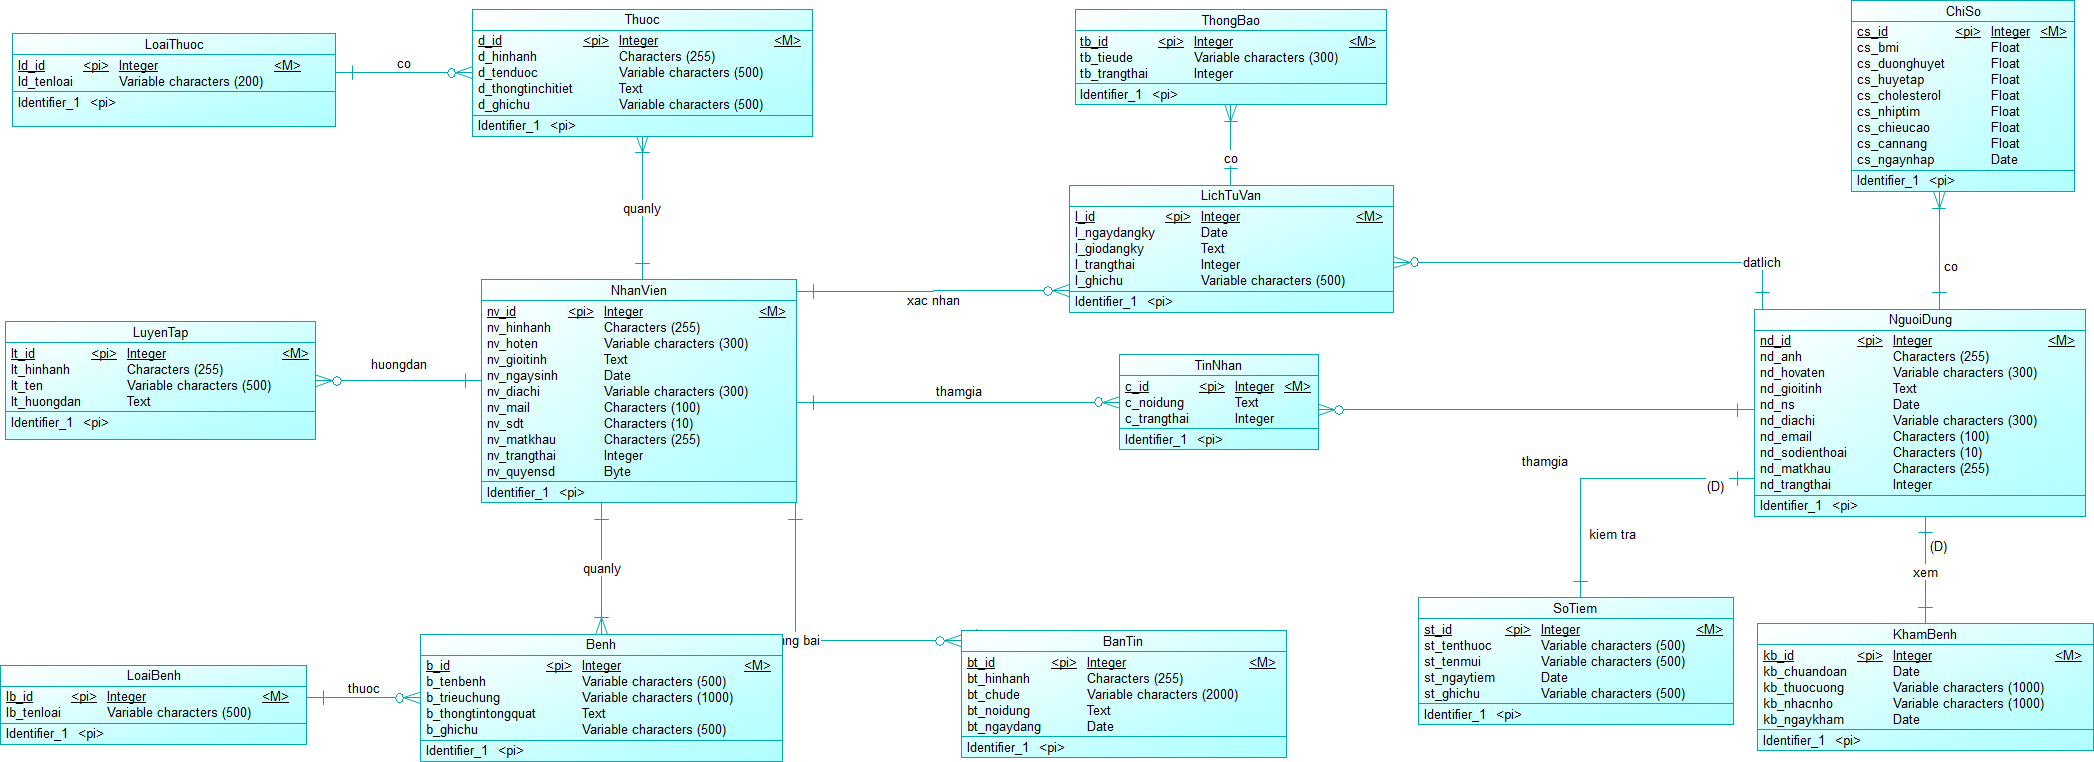 LoaiThuoc
ld_id <pi> Integer <M>
ld_tenloai Variable characters (200)
Identifier_1 <pi>
co
Thuoc
d_id <pi> Integer <M>
d_hinhanh Characters (255)
d_tenduoc Variable characters (500)
d_thongtinchitiet Text
d_ghichu Variable characters (500)
Identifier_1 <pi>
ThongBao
tb_id <pi> Integer <M>
tb_tieude Variable characters (300)
tb_trangthai Integer
Identifier_1 <pi>
ChiSo
cs_id <pi> Integer <M>
cs_bmi Float
cs_duonghuyet Float
cs_huyetap Float
cs_cholesterol Float
cs_nhiptim Float
cs_chieucao Float
cs_cannang Float
cs_ngaynhap Date
Identifier_1 <pi>
quanly
co
LichTuVan
l_id <pi> Integer <M>
l_ngaydangky Date
l_giodangky Text
l_trangthai Integer
l_ghichu Variable characters (500)
Identifier_1 <pi>
datlich
co
xac nhan
NhanVien
nv_id <pi> Integer <M>
nv_hinhanh Characters (255)
nv_hoten Variable characters (300)
nv_gioitinh Text
nv_ngaysinh Date
nv_diachi Variable characters (300)
nv_mail Characters (100)
nv_sdt Characters (10)
nv_matkhau Characters (255)
nv_trangthai Integer
nv_quyensd Byte
Identifier_1 <pi>
LuyenTap
lt_id <pi> Integer <M>
lt_hinhanh Characters (255)
lt_ten Variable characters (500)
lt_huongdan Text
Identifier_1 <pi>
huongdan
thamgia
TinNhan
c_id <pi> Integer <M>
c_noidung Text
c_trangthai Integer
Identifier_1 <pi>
thamgia
NguoiDung
nd_id <pi> Integer <M>
nd_anh Characters (255)
nd_hovaten Variable characters (300)
nd_gioitinh Text
nd_ns Date
nd_diachi Variable characters (300)
nd_email Characters (100)
nd_sodienthoai Characters (10)
nd_matkhau Characters (255)
nd_trangthai Integer
Identifier_1 <pi>
(D)
kiem tra
(D)
xem
quanly
ng bai
LoaiBenh
lb_id <pi> Integer <M>
lb_tenloai Variable characters (500)
Identifier_1 <pi>
thuoc
Benh
b_id <pi> Integer <M>
b_tenbenh Variable characters (500)
b_trieuchung Variable characters (1000)
b_thongtintongquat Text
b_ghichu Variable characters (500)
Identifier_1 <pi>
BanTin
bt_id <pi> Integer <M>
bt_hinhanh Characters (255)
bt_chude Variable characters (2000)
bt_noidung Text
bt_ngaydang Date
Identifier_1 <pi>
SoTiem
st_id <pi> Integer <M>
st_tenthuoc Variable characters (500)
st_tenmui Variable characters (500)
st_ngaytiem Date
st_ghichu Variable characters (500)
Identifier_1 <pi>
KhamBenh
kb_id <pi> Integer <M>
kb_chuandoan Date
kb_thuocuong Variable characters (1000)
kb_nhacnho Variable characters (1000)
kb_ngaykham Date
Identifier_1 <pi>